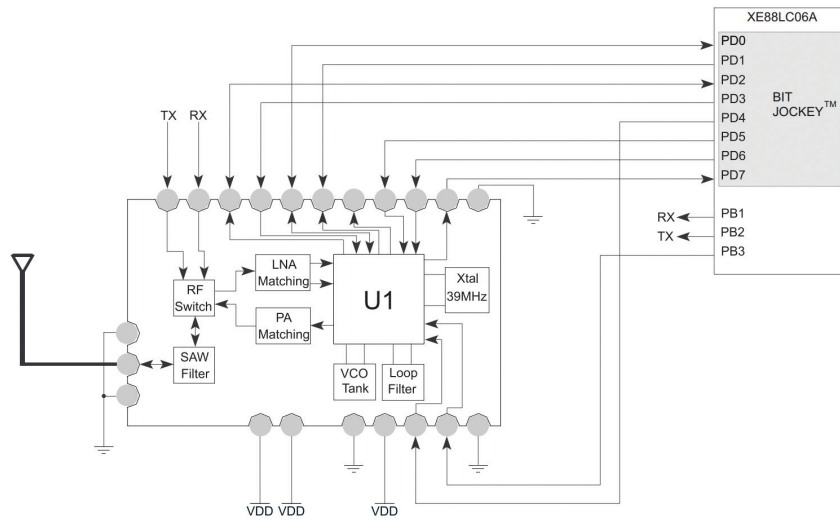 XE88LC06A
PD0
PD1
PD2
PD3
PD4
PD5
PD6
PD7
BIT
JOCKEY™
PB1
PB2
PB3
RX
TX
TX RX
LNA
Matching
RF
Switch
PA
Matching
SAW
Filter
U1
Xtal
39MHz
VCO
Tank
Loop
Filter
VDD VDD VDD